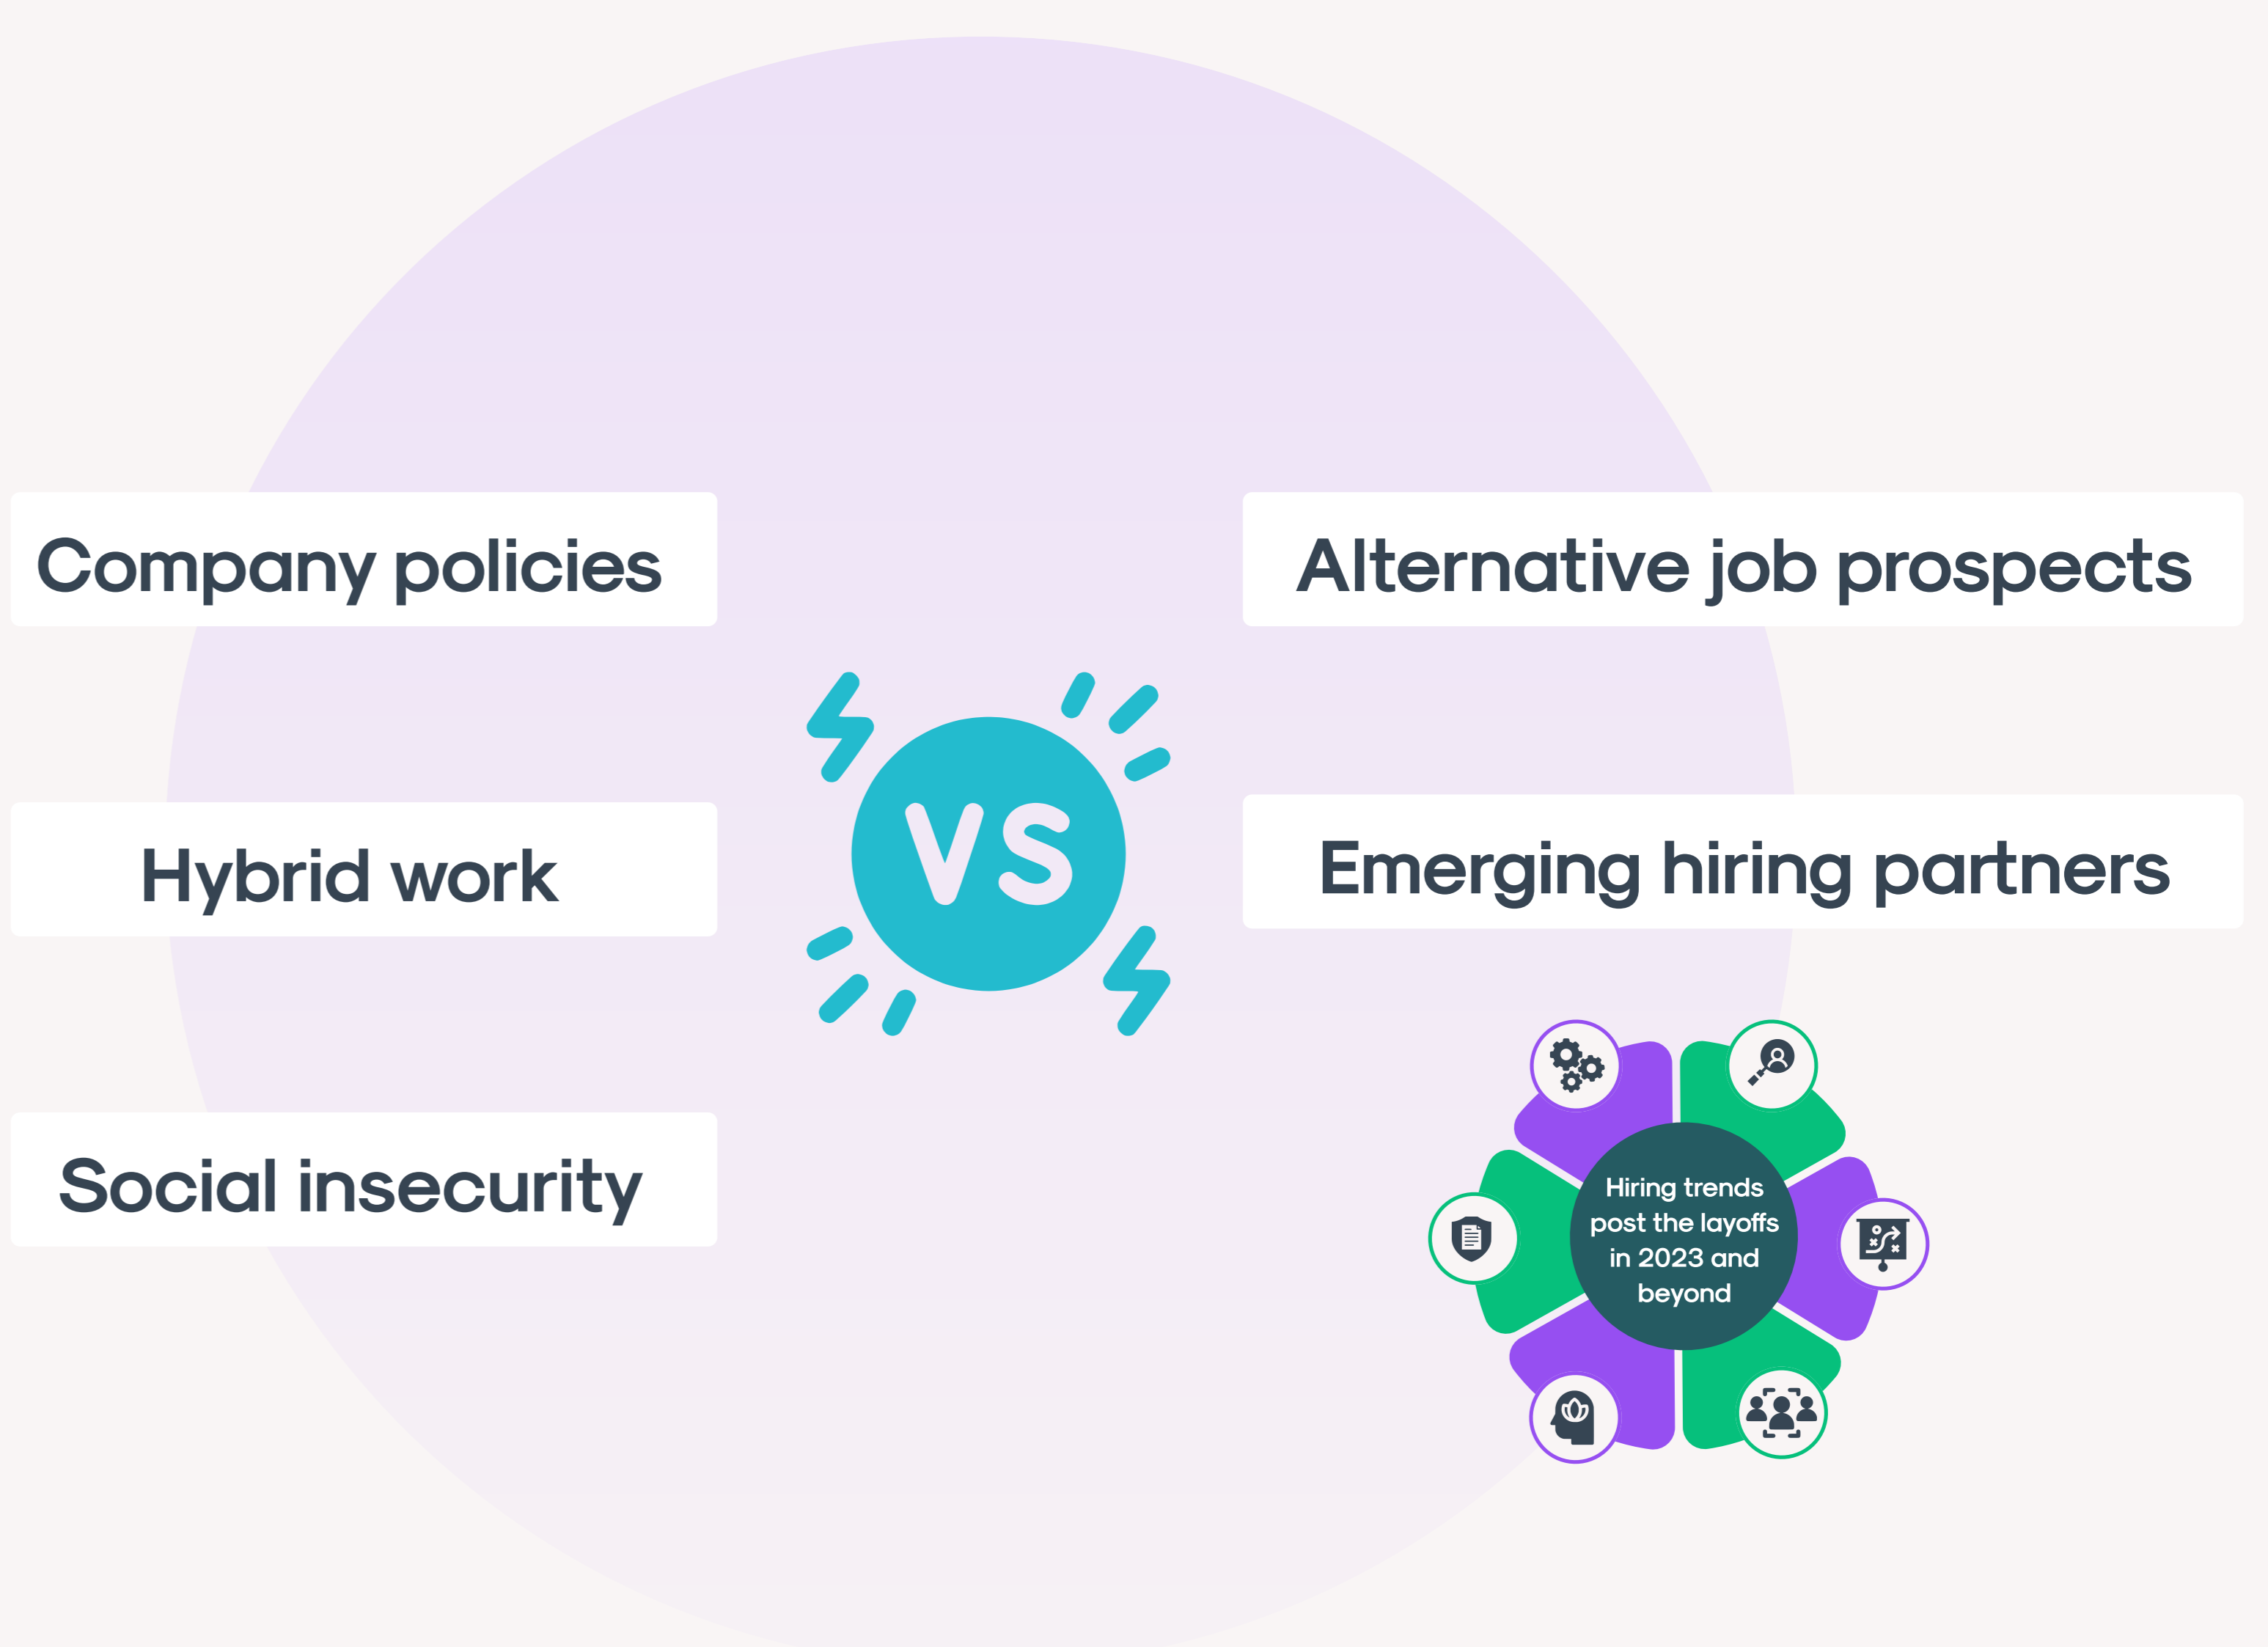 Company policies
Hybrid work
Social insecurity
VS
Alternative job prospects
Emerging hiring partners
Hiring trends
post the layoffs
in 2023 and
beyond